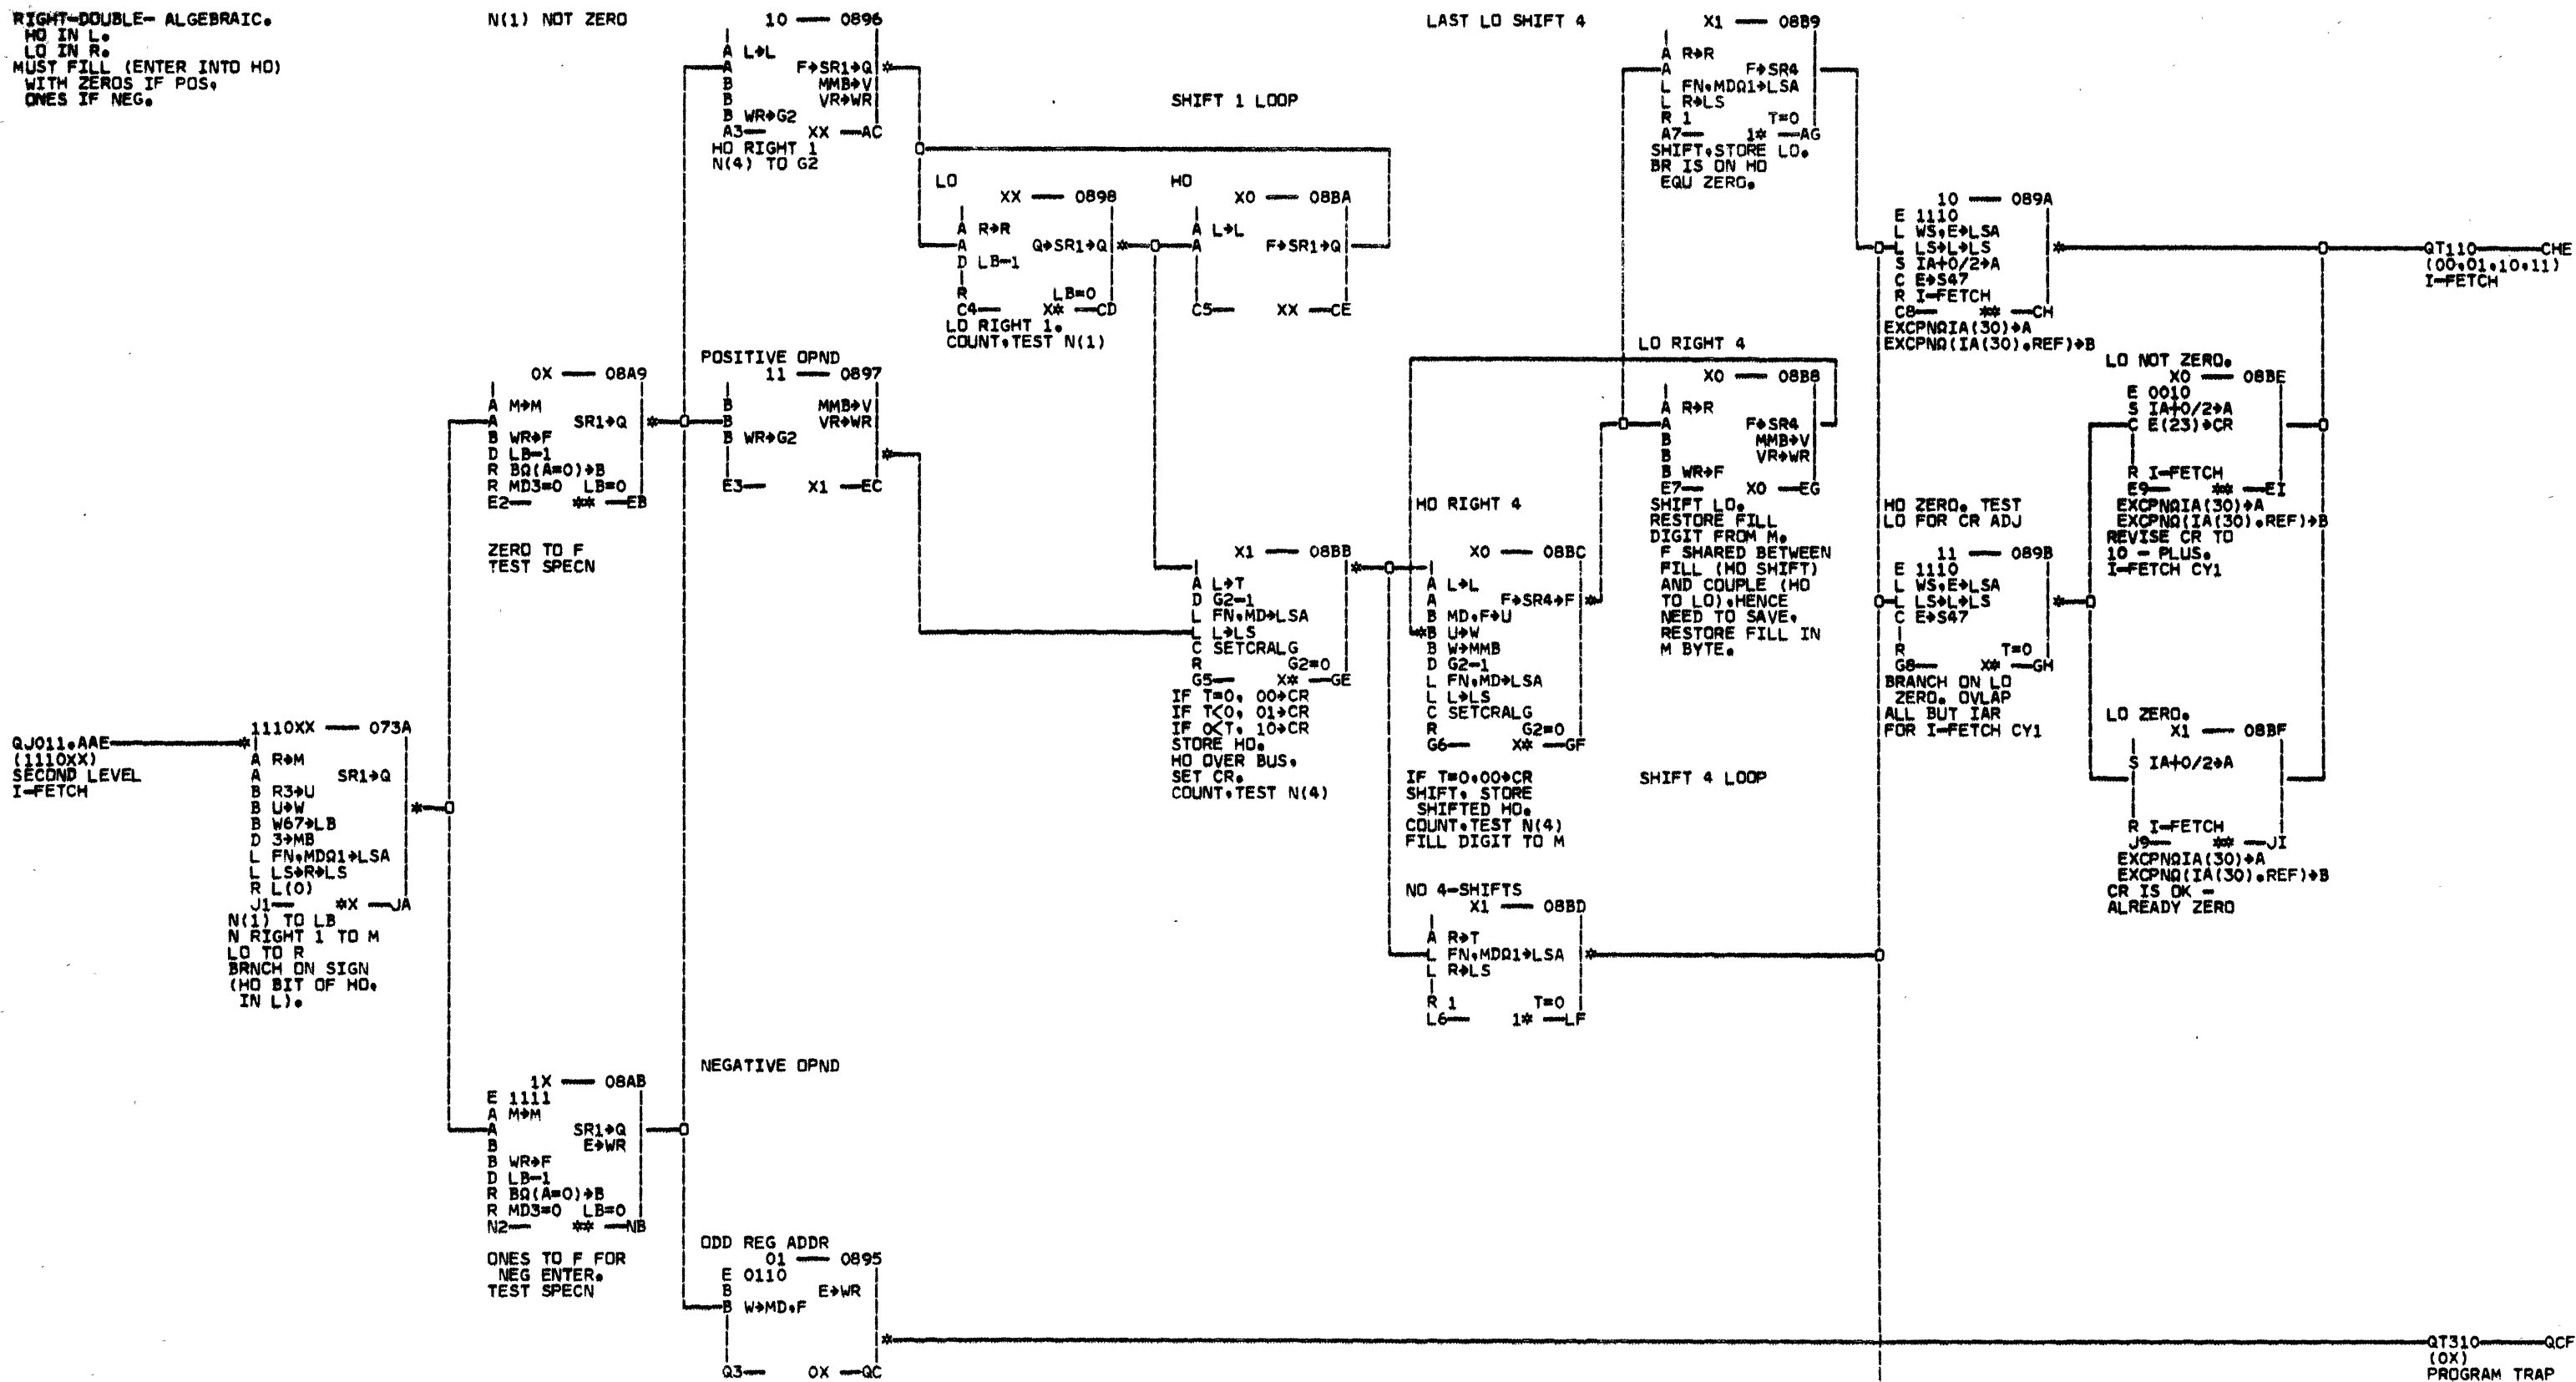 RIGHT-DOUBLE- ALGEBRAIC.
HO IN L.
LO IN R.
MUST FILL (ENTER INTO HO)
WITH ZEROS IF POS,
ONES IF NEG.
QJ011,AAE
(1110XX)
SECOND LEVEL
I-FETCH
1110XX — 073A
A R→M
A SR1→Q
B R3→U
B U→W
B W67→LB
D 3→MB
L FN,MDΩ1→LSA
L LS→R→LS
R L(0)
J1— *X —JA
N(1) TO LB
N RIGHT 1 TO M
LO TO R
BRNCH ON SIGN
(HO BIT OF HO,
IN L).
0X — 08A9
A M→M
A SR1→Q
B WR→F
D LB-1
R BΩ(A=0)→B
R MD3=0 LB=0
E2— ** —EB
ZERO TO F
TEST SPECN
1X — 08AB
E 1111
A M→M
A SR1→Q
B E→WR
B WR→F
D LB-1
R BΩ(A=0)→B
R MD3=0 LB=0
N2— ** —NB
ONES TO F FOR
NEG ENTER.
TEST SPECN
N(1) NOT ZERO
10 — 0896
A L→L
A F→SR1→Q
B MMB→V
B VR→WR
B WR→G2
A3— XX —AC
HO RIGHT 1
N(4) TO G2
POSITIVE OPND
11 — 0897
B MMB→V
B VR→WR
B WR→G2
E3— X1 —EC
NEGATIVE OPND
ODD REG ADDR
01 — 0895
E 0110
B E→WR
B W→MD,F
Q3— 0X —QC
SHIFT 1 LOOP
LO
XX — 0898
A R→R
A Q→SR1→Q
D LB-1
R LB=0
C4— X* —CD
LO RIGHT 1.
COUNT,TEST N(1)
HO
X0 — 08BA
A L→L
A F→SR1→Q
C5— XX —CE
X1 — 08BB
A L→T
D G2-1
L FN,MD→LSA
L L→LS
C SETCRALG
R G2=0
G5— X* —GE
IF T=0, 00→CR
IF T<0, 01→CR
IF 0<T, 10→CR
STORE HO.
HO OVER BUS,
SET CR.
COUNT,TEST N(4)
HO RIGHT 4
X0 — 08BC
A L→L
A F→SR4→F
B MD,F→U
B U→W
B W→MMB
D G2-1
L FN,MD→LSA
L L→LS
C SETCRALG
R G2=0
G6— X* —GF
IF T=0,00→CR
SHIFT, STORE
SHIFTED HO.
COUNT,TEST N(4)
FILL DIGIT TO M
NO 4-SHIFTS
X1 — 08BD
A R→T
L FN,MDΩ1→LSA
L R→LS
R 1 T=0
L6— 1* —LF
LAST LO SHIFT 4
X1 — 08B9
A R→R
A F→SR4
L FN,MDΩ1→LSA
L R→LS
R 1 T=0
A7— 1* —AG
SHIFT,STORE LO.
BR IS ON HO
EQU ZERO.
LO RIGHT 4
X0 — 08B8
A R→R
A F→SR4
B MMB→V
B VR→WR
B WR→F
E7— X0 —EG
SHIFT LO.
RESTORE FILL
DIGIT FROM M.
F SHARED BETWEEN
FILL (HO SHIFT)
AND COUPLE (HO
TO LO),HENCE
NEED TO SAVE,
RESTORE FILL IN
M BYTE.
SHIFT 4 LOOP
10 — 089A
E 1110
L WS,E→LSA
L LS→L→LS
S IA+0/2→A
C E→S47
R I-FETCH
C8— ** —CH
EXCPNΩIA(30)→A
EXCPNΩ(IA(30).REF)→B
HO ZERO. TEST
LO FOR CR ADJ
11 — 089B
E 1110
L WS,E→LSA
L LS→L→LS
C E→S47
R T=0
G8— X* —GH
BRANCH ON LO
ZERO. OVLAP
ALL BUT IAR
FOR I-FETCH CY1
LO NOT ZERO.
X0 — 08BE
E 0010
S IA+0/2→A
C E(23)→CR
R I-FETCH
E9— ** —EI
EXCPNΩIA(30)→A
EXCPNΩ(IA(30).REF)→B
REVISE CR TO
10 - PLUS.
I-FETCH CY1
LO ZERO.
X1 — 08BF
S IA+0/2→A
R I-FETCH
J9— ** —JI
EXCPNΩIA(30)→A
EXCPNΩ(IA(30).REF)→B
CR IS OK -
ALREADY ZERO
QT110—CHE
(00,01,10,11)
I-FETCH
QT310—QCF
(0X)
PROGRAM TRAP